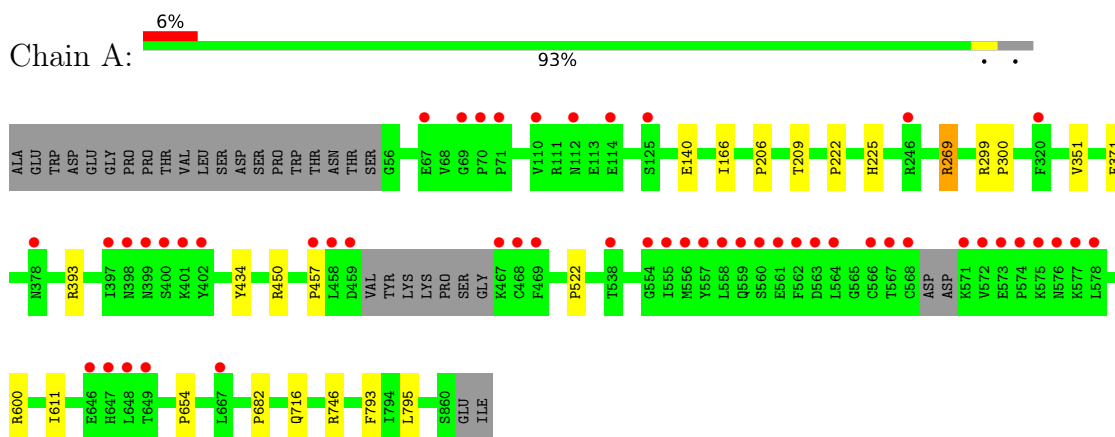 6%
Chain A:
93%
ALA GLU TRP ASP GLU GLY PRO PRO THR VAL LEU SER ASP SER PRO TRP THR ASN THR SER G56 E67 V68 G69 P70 P71 V110 R111 N112 E113 E114 S125 E140 I166 P206 T209 P222 H225 R246 R269 R299 P300 F320 V351
N378 R393 I397 N398 N399 S400 K401 Y402 Y434 R450 P457 L458 D459 VAL TYR LYS LYS PRO SER GLY K467 C468 F469 P522 T538 G554 I555 M556 Y557 L558 Q559 S560 E561 F562 D563 L564 G565 C566 T567 C568 ASP ASP K571 V572 E573 P574 K575 N576 K577 L578
R600 I611 E646 H647 L648 T649 P654 L667 P682 Q716 R746 F793 I794 L795 S860 GLU ILE